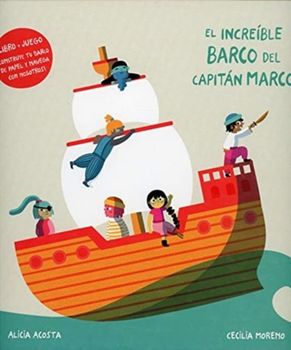 LIBRO + JUEGO
¡CONSTRUYE TU BARCO
DE PAPEL Y NAVEGA
CON NOSOTROS!
EL INCREÍBLE
BARCO DEL
CAPITÁN MARCO
ALICIA ACOSTA
CECILIA MORENO